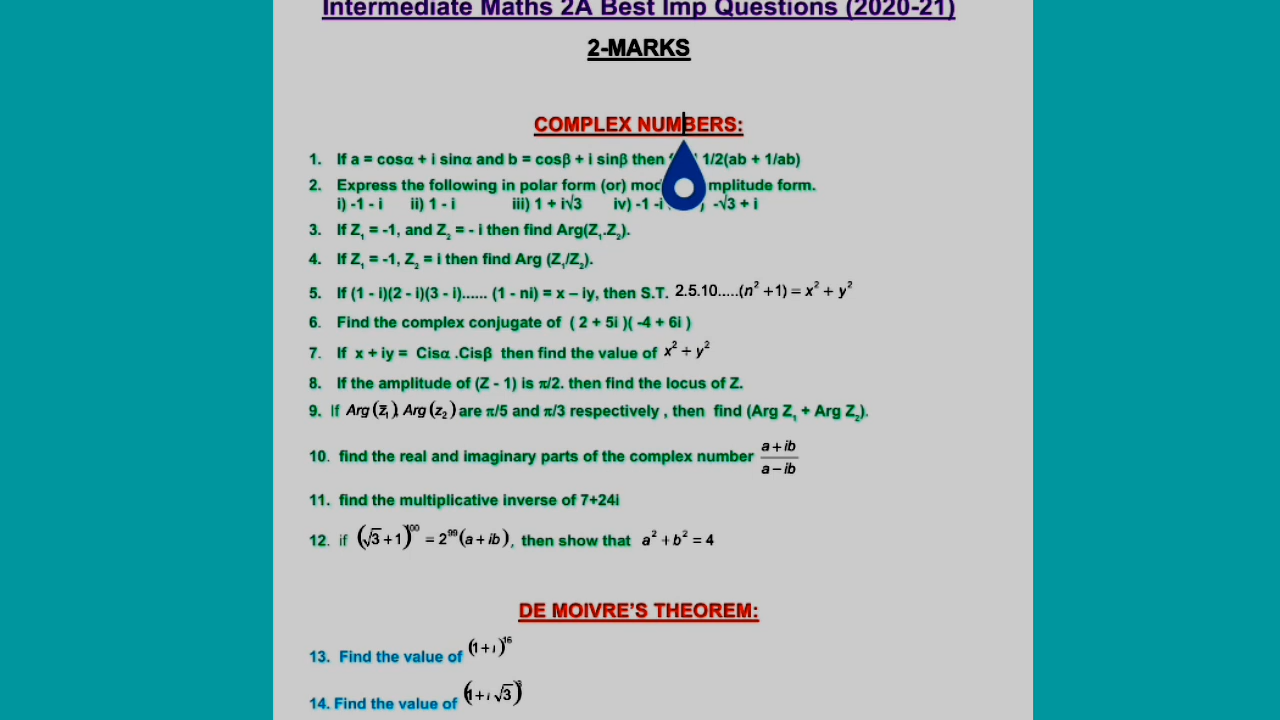 Intermediate Maths 2A Best Imp Questions (2020-21)
2-MARKS
COMPLEX NUMBERS:
1. If a = cosα + i sinα and b = cosβ + i sinβ then 1/2(ab + 1/ab)
2. Express the following in polar form (or) mplitude form.
i) -1 - i ii) 1 - i iii) 1 + i√3 iv) -1 -i -√3 + i
3. If Z₁ = -1, and Z₂ = - i then find Arg(Z₁.Z₂).
4. If Z₁ = -1, Z₂ = i then find Arg (Z₁/Z₂).
5. If (1 - i)(2 - i)(3 - i)...... (1 - ni) = x – iy, then S.T. 2.5.10.....(n² +1) = x² + y²
6. Find the complex conjugate of ( 2 + 5i )( -4 + 6i )
7. If x + iy = Cisα .Cisβ then find the value of x² + y²
8. If the amplitude of (Z - 1) is π/2. then find the locus of Z.
9. If Arg (z̅₁), Arg (z₂) are π/5 and π/3 respectively , then find (Arg Z₁ + Arg Z₂).
10. find the real and imaginary parts of the complex number (a + ib)/(a – ib)
11. find the multiplicative inverse of 7+24i
12. if (√3 + 1)¹⁰⁰ = 2⁹⁹ (a + ib), then show that a² + b² = 4
DE MOIVRE'S THEOREM:
13. Find the value of (1 + i)¹⁶
14. Find the value of (1 + i √3)³